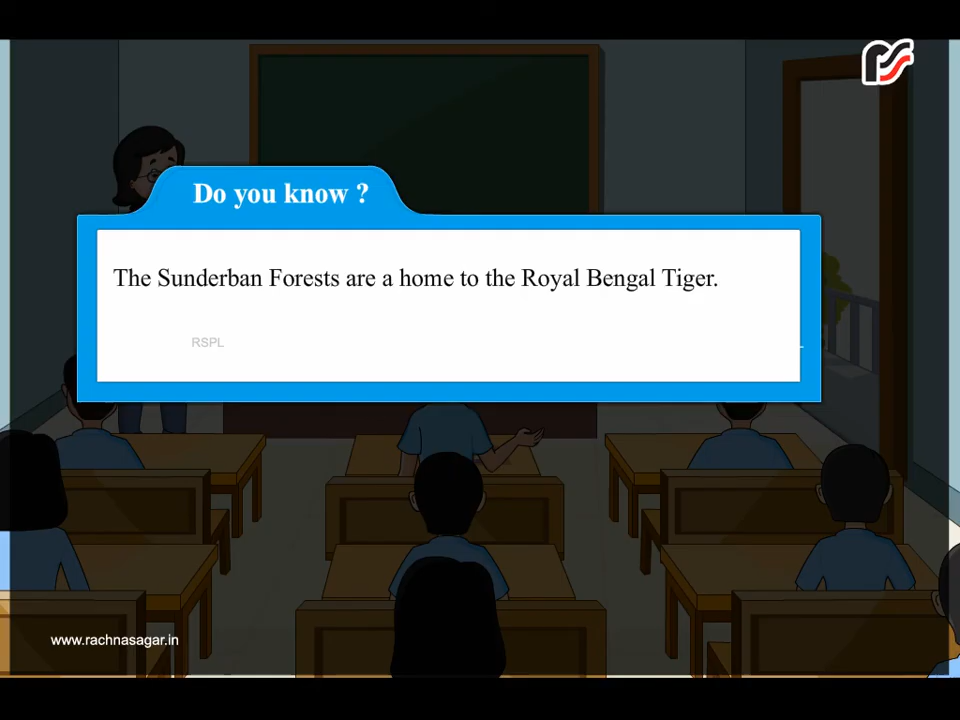 Do you know ?
The Sunderban Forests are a home to the Royal Bengal Tiger.
RSPL
www.rachnasagar.in